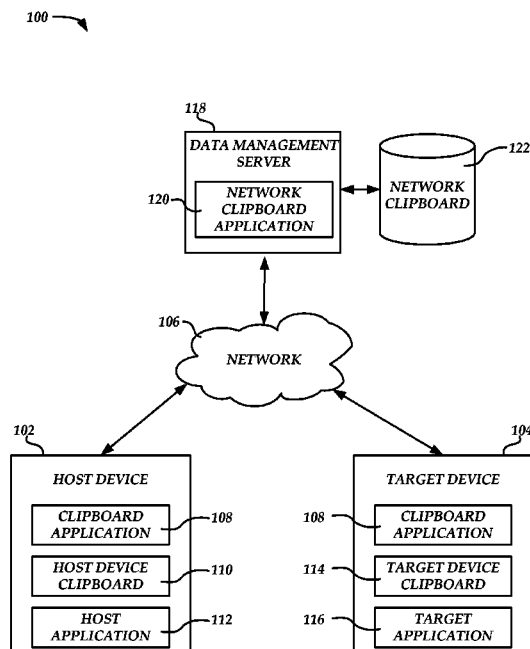 100
118
DATA MANAGEMENT
SERVER
122
120
NETWORK
CLIPBOARD
APPLICATION
NETWORK
CLIPBOARD
106
NETWORK
102
HOST DEVICE
CLIPBOARD
APPLICATION
108
HOST DEVICE
CLIPBOARD
110
HOST
APPLICATION
112
104
TARGET DEVICE
108
CLIPBOARD
APPLICATION
114
TARGET DEVICE
CLIPBOARD
116
TARGET
APPLICATION